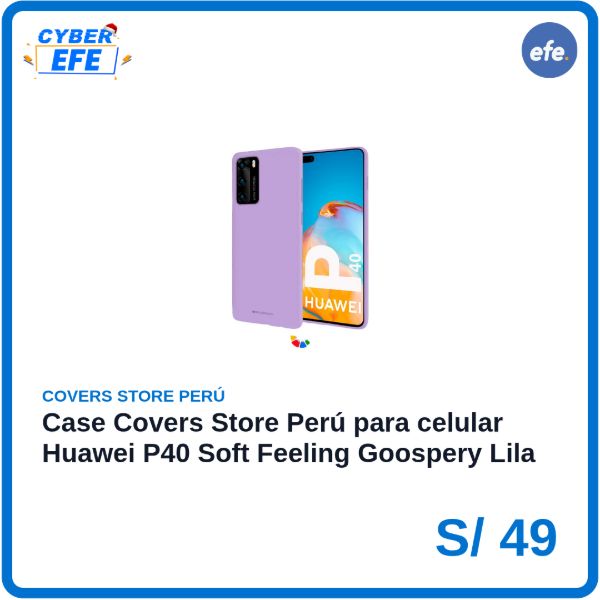 CYBER
EFE
efe.
P
40
HUAWEI
COVERS STORE PERÚ
Case Covers Store Perú para celular
Huawei P40 Soft Feeling Goospery Lila
S/ 49